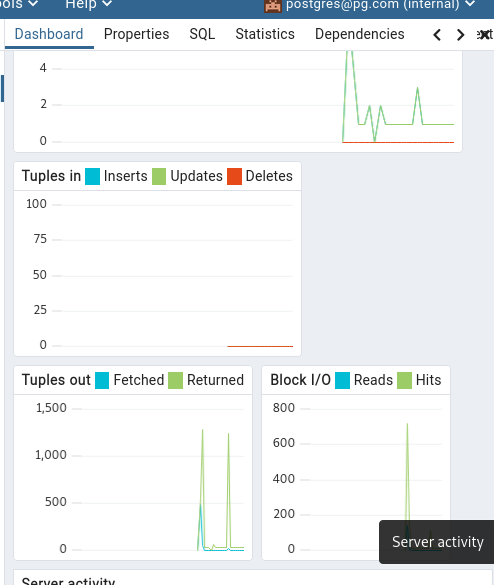 ols Help postgres@pg.com (internal)
Dashboard Properties SQL Statistics Dependencies
4
2
0
Tuples in Inserts Updates Deletes
100
75
50
25
0
Tuples out Fetched Returned
1,500
1,000
500
0
Block I/O Reads Hits
800
600
400
200
0
Server activity
Server activity